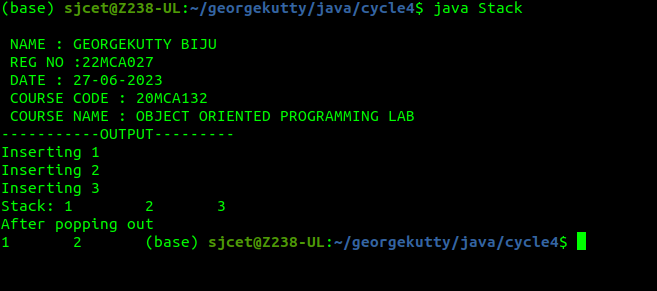 (base) sjcet@Z238-UL:~/georgekutty/java/cycle4$ java Stack
NAME : GEORGEKUTTY BIJU
REG NO :22MCA027
DATE : 27-06-2023
COURSE CODE : 20MCA132
COURSE NAME : OBJECT ORIENTED PROGRAMMING LAB
-----------OUTPUT---------
Inserting 1
Inserting 2
Inserting 3
Stack: 1        2       3
After popping out
1       2       (base) sjcet@Z238-UL:~/georgekutty/java/cycle4$